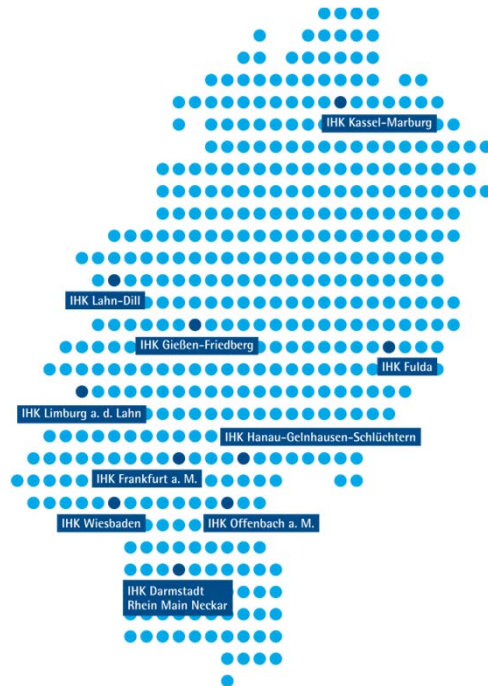 IHK Kassel-Marburg
IHK Lahn-Dill
IHK Gießen-Friedberg
IHK Fulda
IHK Limburg a. d. Lahn
IHK Hanau-Gelnhausen-Schlüchtern
IHK Frankfurt a. M.
IHK Wiesbaden
IHK Offenbach a. M.
IHK Darmstadt
Rhein Main Neckar